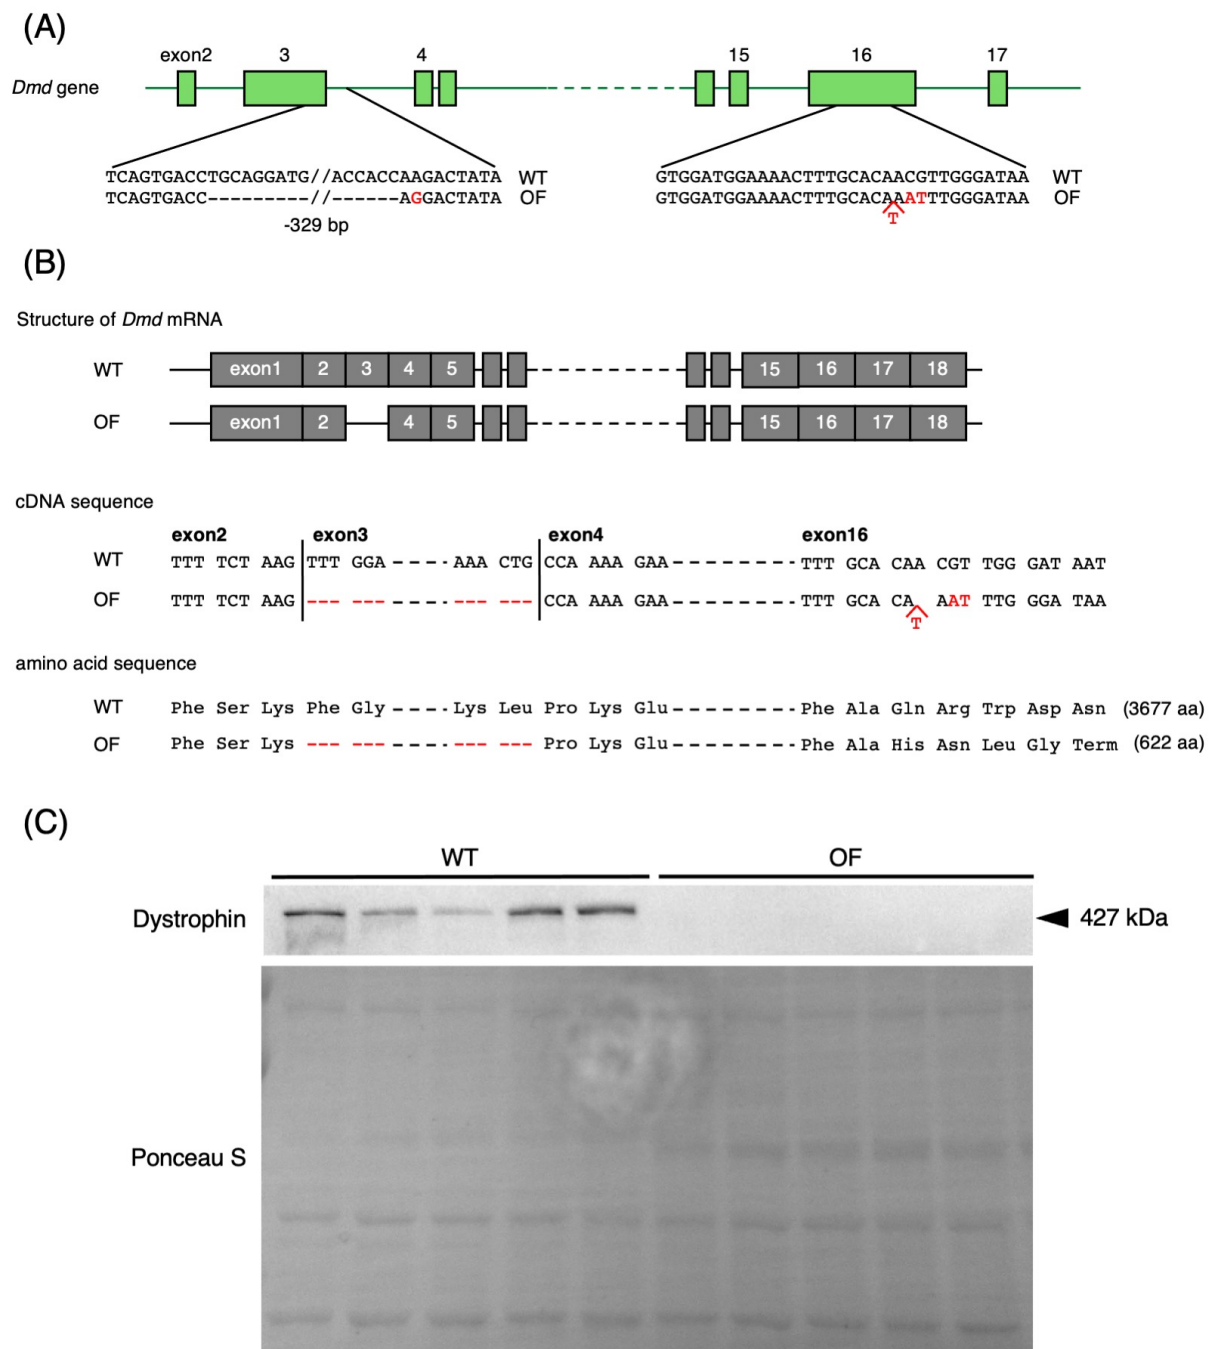 (A)
exon2 3 4 15 16 17
Dmd gene
TCAGTGACCTGCAGGATG//ACCACCAAGACTATA WT GTGGATGGAAAACTTTGCACAACGTTGGGATAA WT
TCAGTGACC----------//------AGGACTATA OF GTGGATGGAAAACTTTGCACAAATTTGGGATAA OF
T
-329 bp
(B)
Structure of Dmd mRNA
WT exon1 2 3 4 5 15 16 17 18
OF exon1 2 4 5 15 16 17 18
cDNA sequence
exon2 exon3 exon4 exon16
WT TTT TCT AAG TTT GGA ---- AAA CTG CCA AAA GAA --------- TTT GCA CAA CGT TGG GAT AAT
OF TTT TCT AAG --- --- ---- --- --- CCA AAA GAA --------- TTT GCA CA AAT TTG GGA TAA
T
amino acid sequence
WT Phe Ser Lys Phe Gly ---- Lys Leu Pro Lys Glu --------- Phe Ala Gln Arg Trp Asp Asn (3677 aa)
OF Phe Ser Lys --- --- ---- --- --- Pro Lys Glu --------- Phe Ala His Asn Leu Gly Term (622 aa)
(C)
WT OF
Dystrophin 427 kDa
Ponceau S